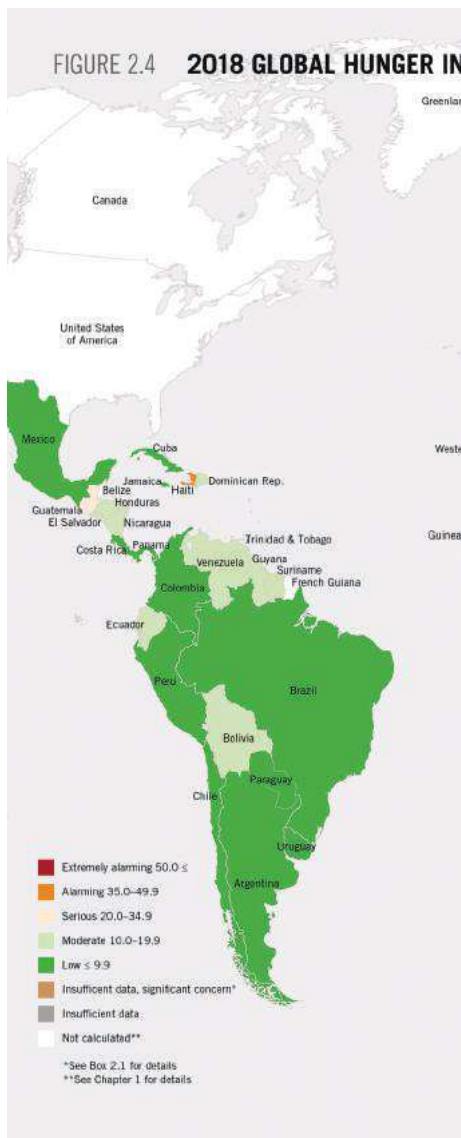 FIGURE 2.4 2018 GLOBAL HUNGER IN
Greenlan
Canada
United States
of America
Mexico
Cuba
Weste
Jamaica
Haiti
Dominican Rep.
Belize
Honduras
Guatemala
El Salvador
Nicaragua
Guinea
Trinidad & Tobago
Costa Rica
Panama
Venezuela
Guyana
Suriname
French Guiana
Colombia
Ecuador
Peru
Brazil
Bolivia
Paraguay
Chile
Uruguay
Argentina
Extremely alarming 50.0 ≤
Alarming 35.0–49.9
Serious 20.0–34.9
Moderate 10.0–19.9
Low ≤ 9.9
Insufficent data, significant concern*
Insufficient data
Not calculated**
*See Box 2.1 for details
**See Chapter 1 for details